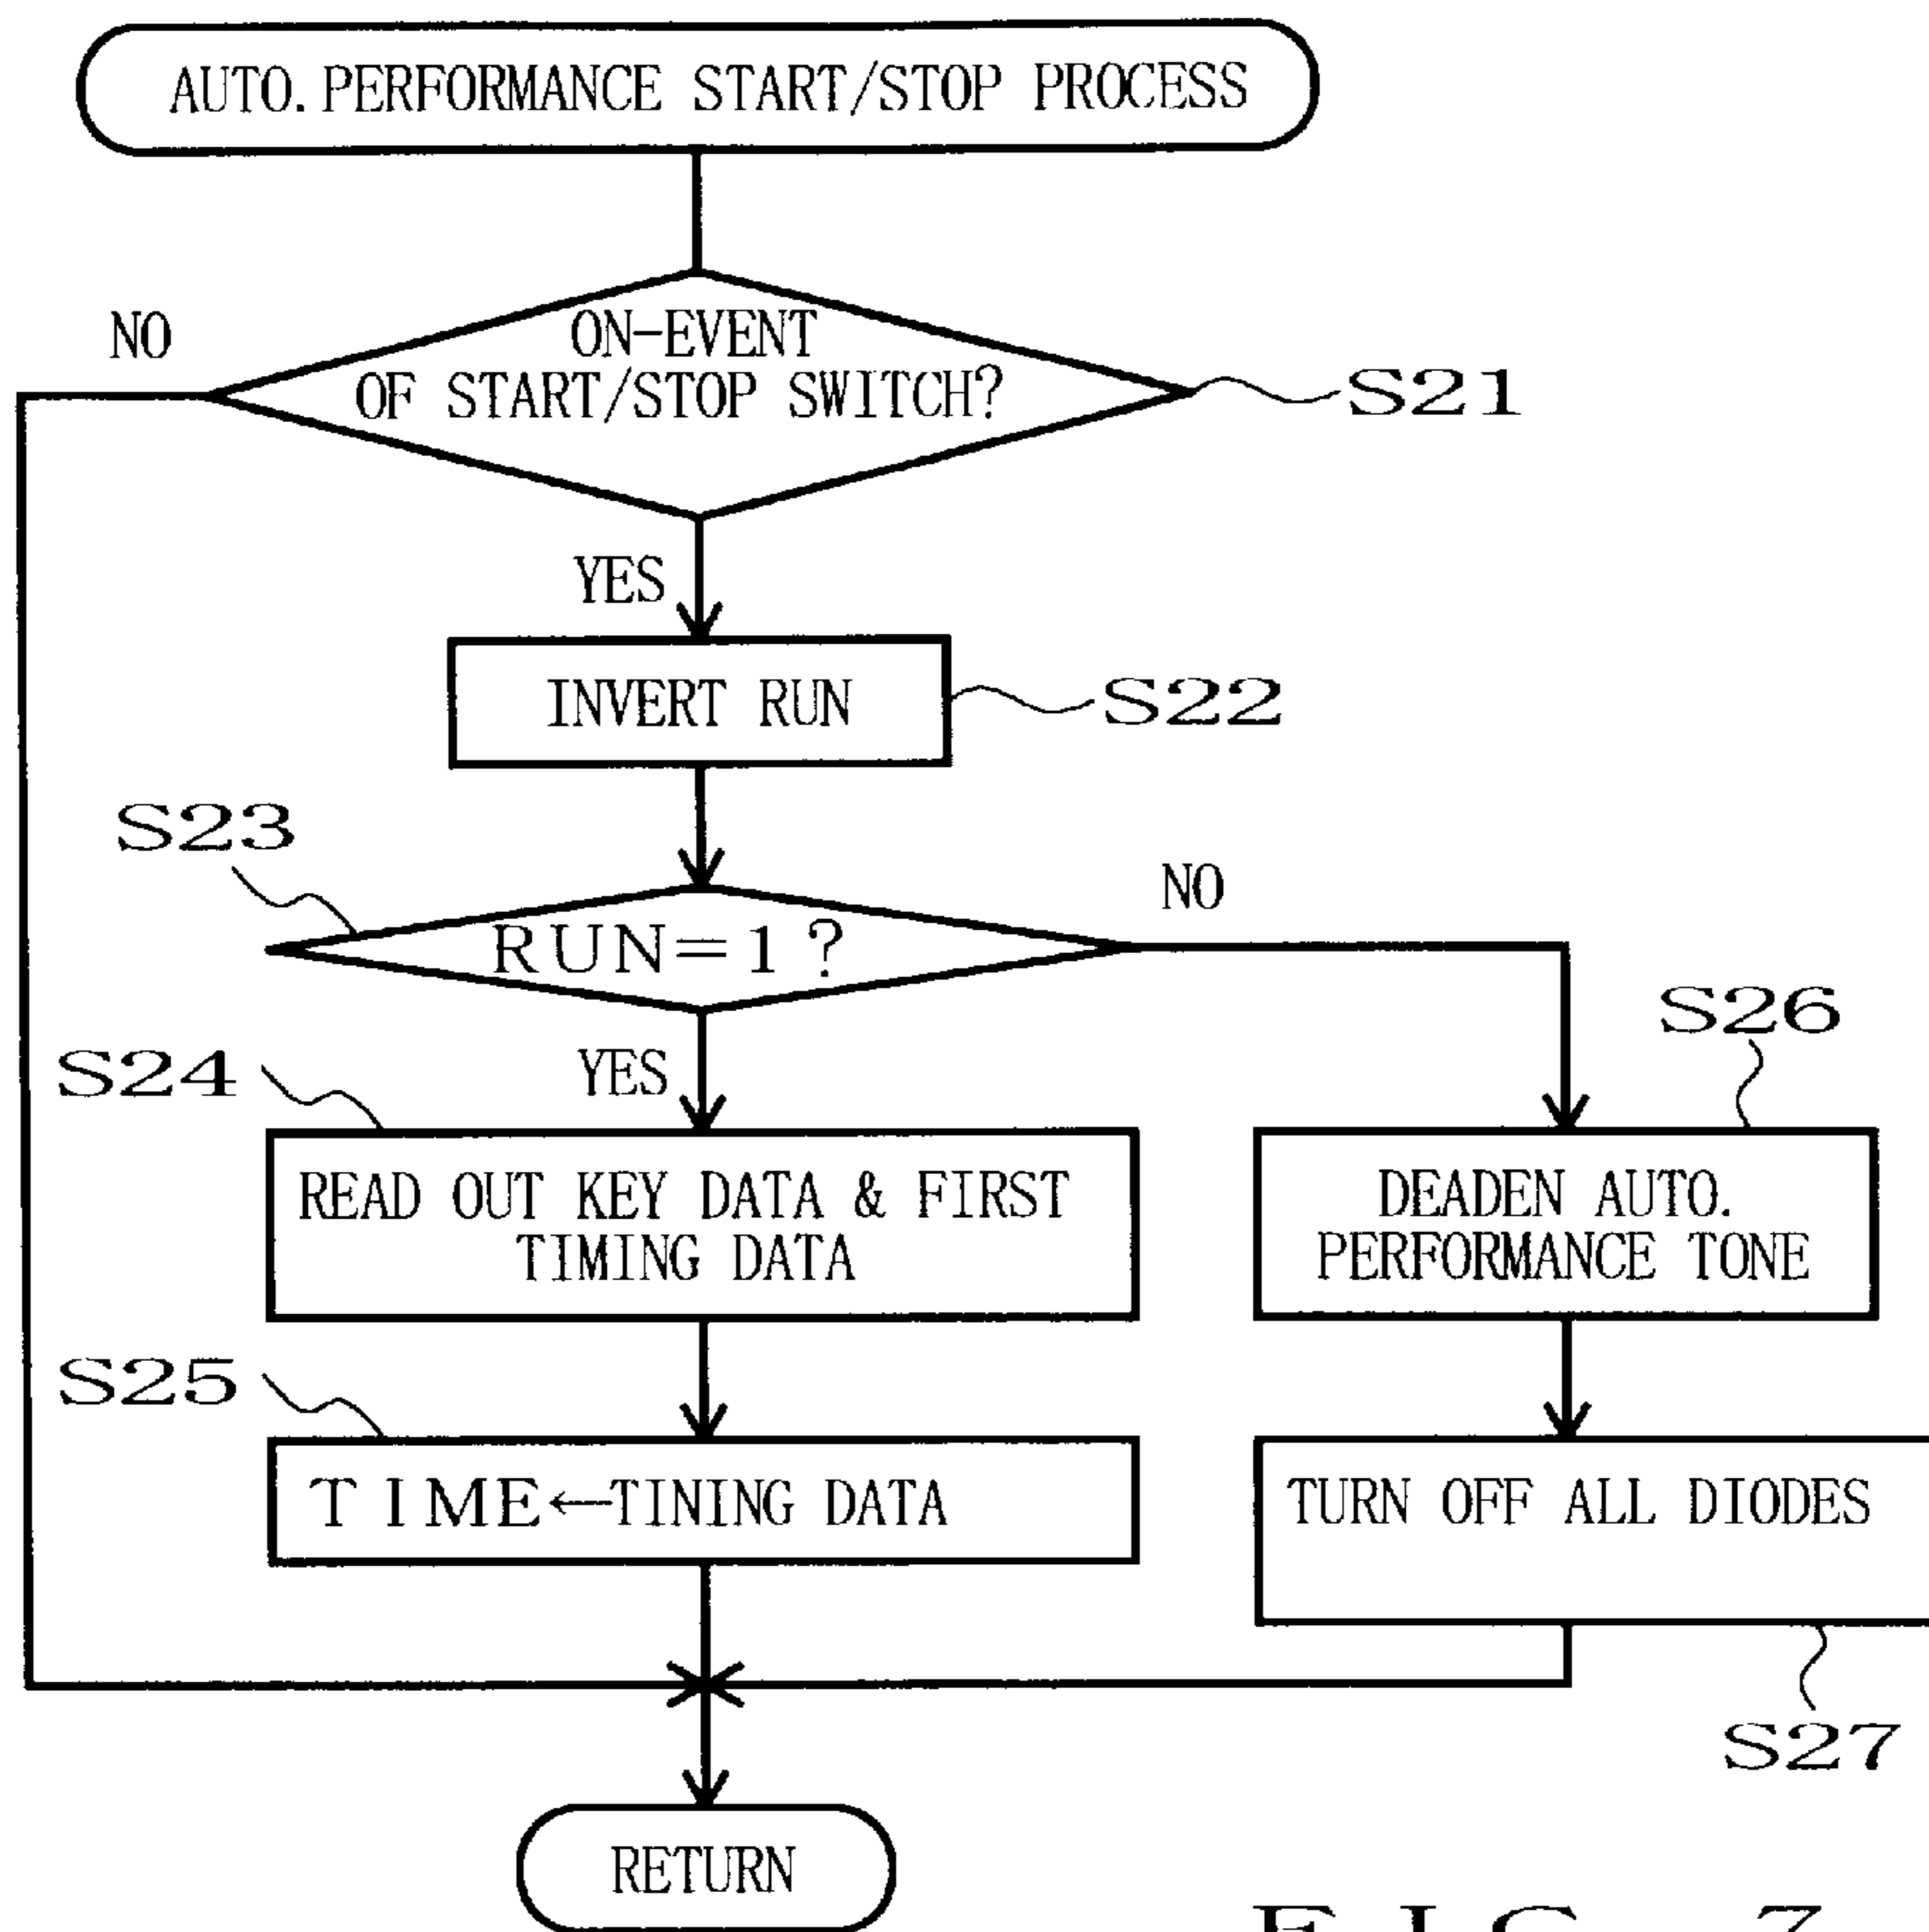 AUTO. PERFORMANCE START/STOP PROCESS
NO
ON-EVENT
OF START/STOP SWITCH?
S21
YES
INVERT RUN
S22
S23
RUN=1?
NO
YES
S24
S26
READ OUT KEY DATA & FIRST
TIMING DATA
DEADEN AUTO.
PERFORMANCE TONE
S25
TIME←TINING DATA
TURN OFF ALL DIODES
S27
RETURN
FIG. 7